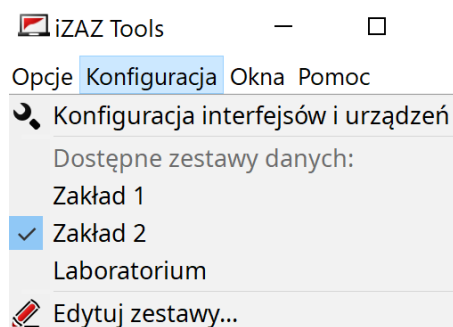 iZAZ Tools
Opcje Konfiguracja Okna Pomoc
Konfiguracja interfejsów i urządzeń
Dostępne zestawy danych:
Zakład 1
Zakład 2
Laboratorium
Edytuj zestawy...